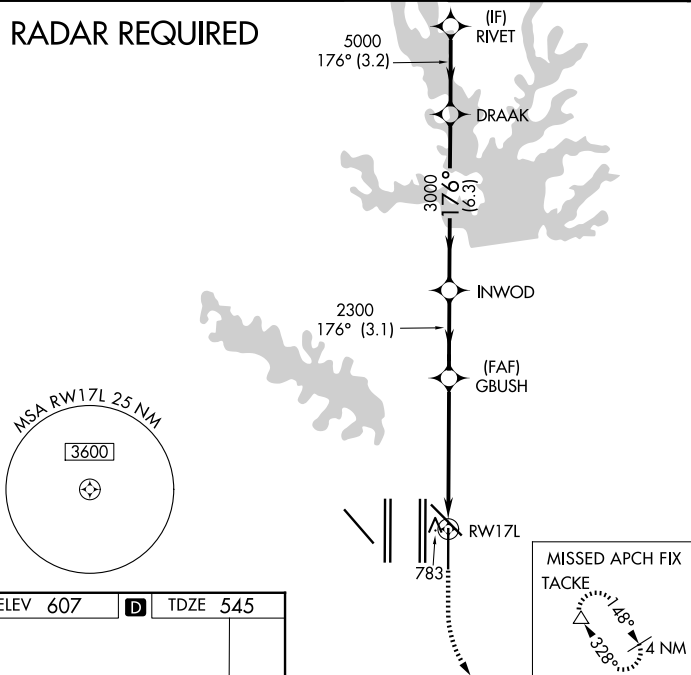 RADAR REQUIRED
(IF)
RIVET
5000
176° (3.2)
DRAAK
3000
176°
(6.3)
INWOD
2300
176° (3.1)
(FAF)
GBUSH
MSA RW17L 25 NM
3600
RW17L
783
MISSED APCH FIX
TACKE
148°
328°
4 NM
ELEV 607
D
TDZE 545